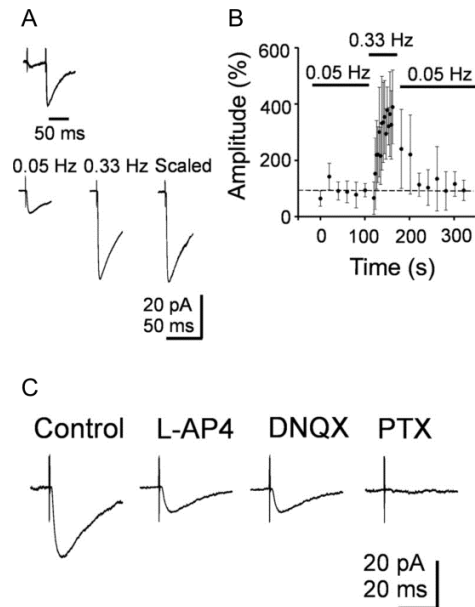 A
50 ms
0.05 Hz 0.33 Hz Scaled
20 pA
50 ms
B
0.33 Hz
0.05 Hz 0.05 Hz
Amplitude (%)
600
400
200
0
0 100 200 300
Time (s)
C
Control L-AP4 DNQX PTX
20 pA
20 ms